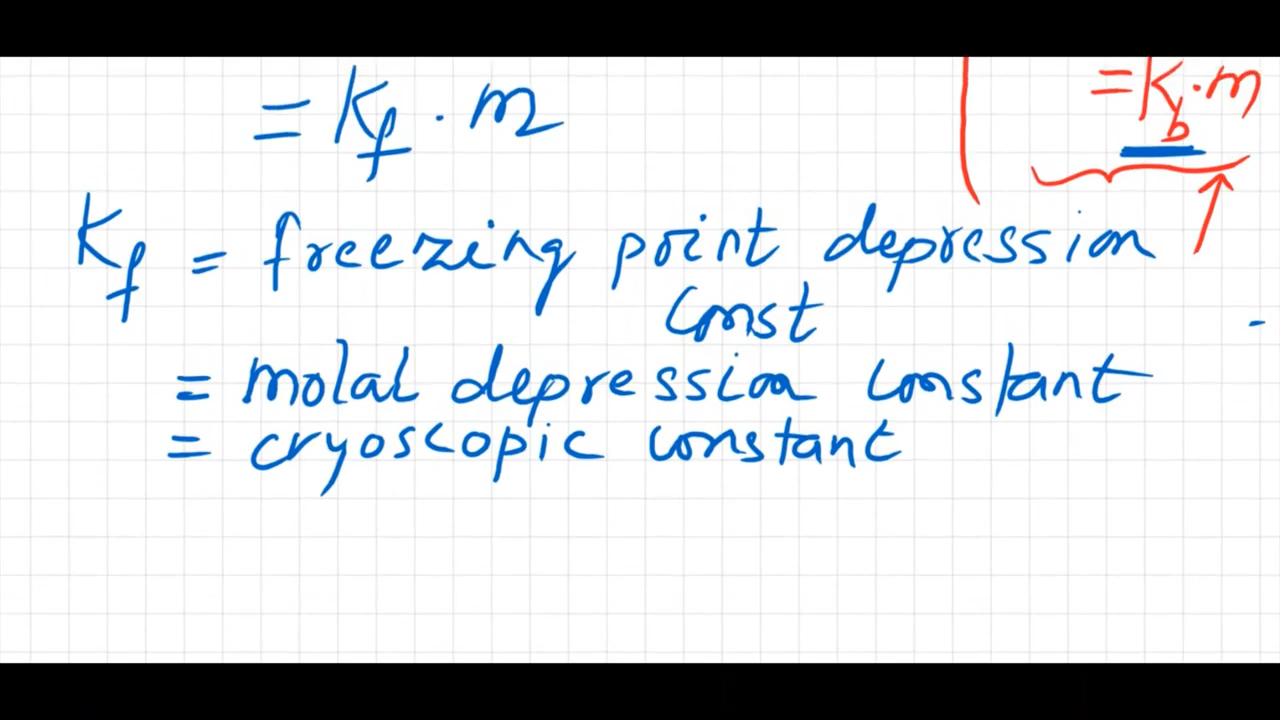 = Kf . m
= Kb . m
Kf = freezing point depression
const
= molal depression constant
= cryoscopic constant